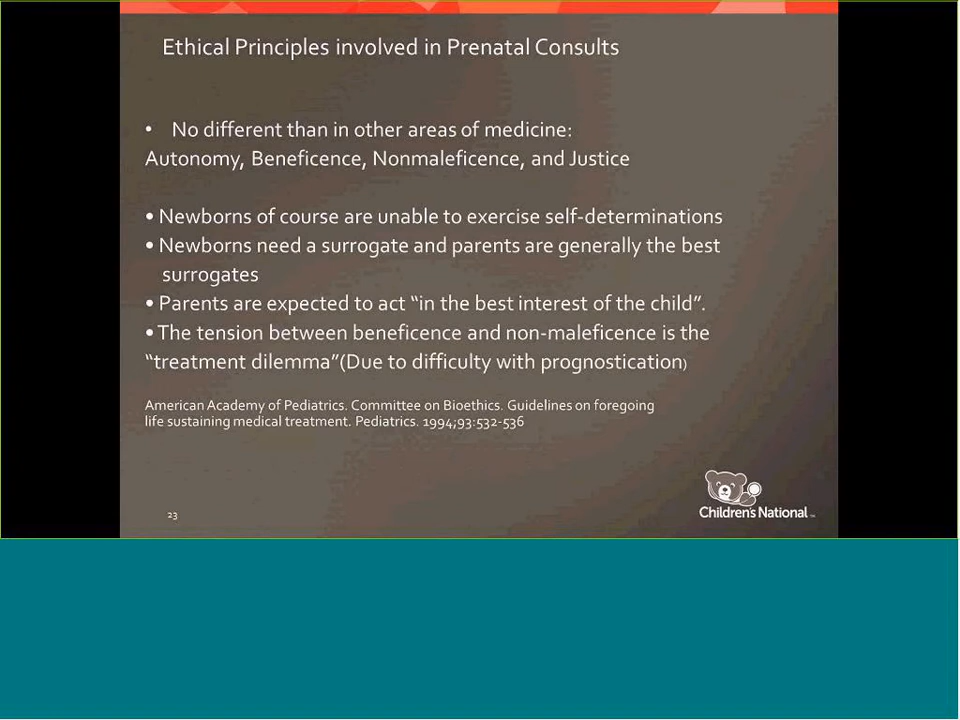 Ethical Principles involved in Prenatal Consults
• No different than in other areas of medicine:
Autonomy, Beneficence, Nonmaleficence, and Justice
• Newborns of course are unable to exercise self-determinations
• Newborns need a surrogate and parents are generally the best
surrogates
• Parents are expected to act “in the best interest of the child”.
• The tension between beneficence and non-maleficence is the
“treatment dilemma”(Due to difficulty with prognostication)
American Academy of Pediatrics. Committee on Bioethics. Guidelines on foregoing
life sustaining medical treatment. Pediatrics. 1994;93:532-536
23
Children's National